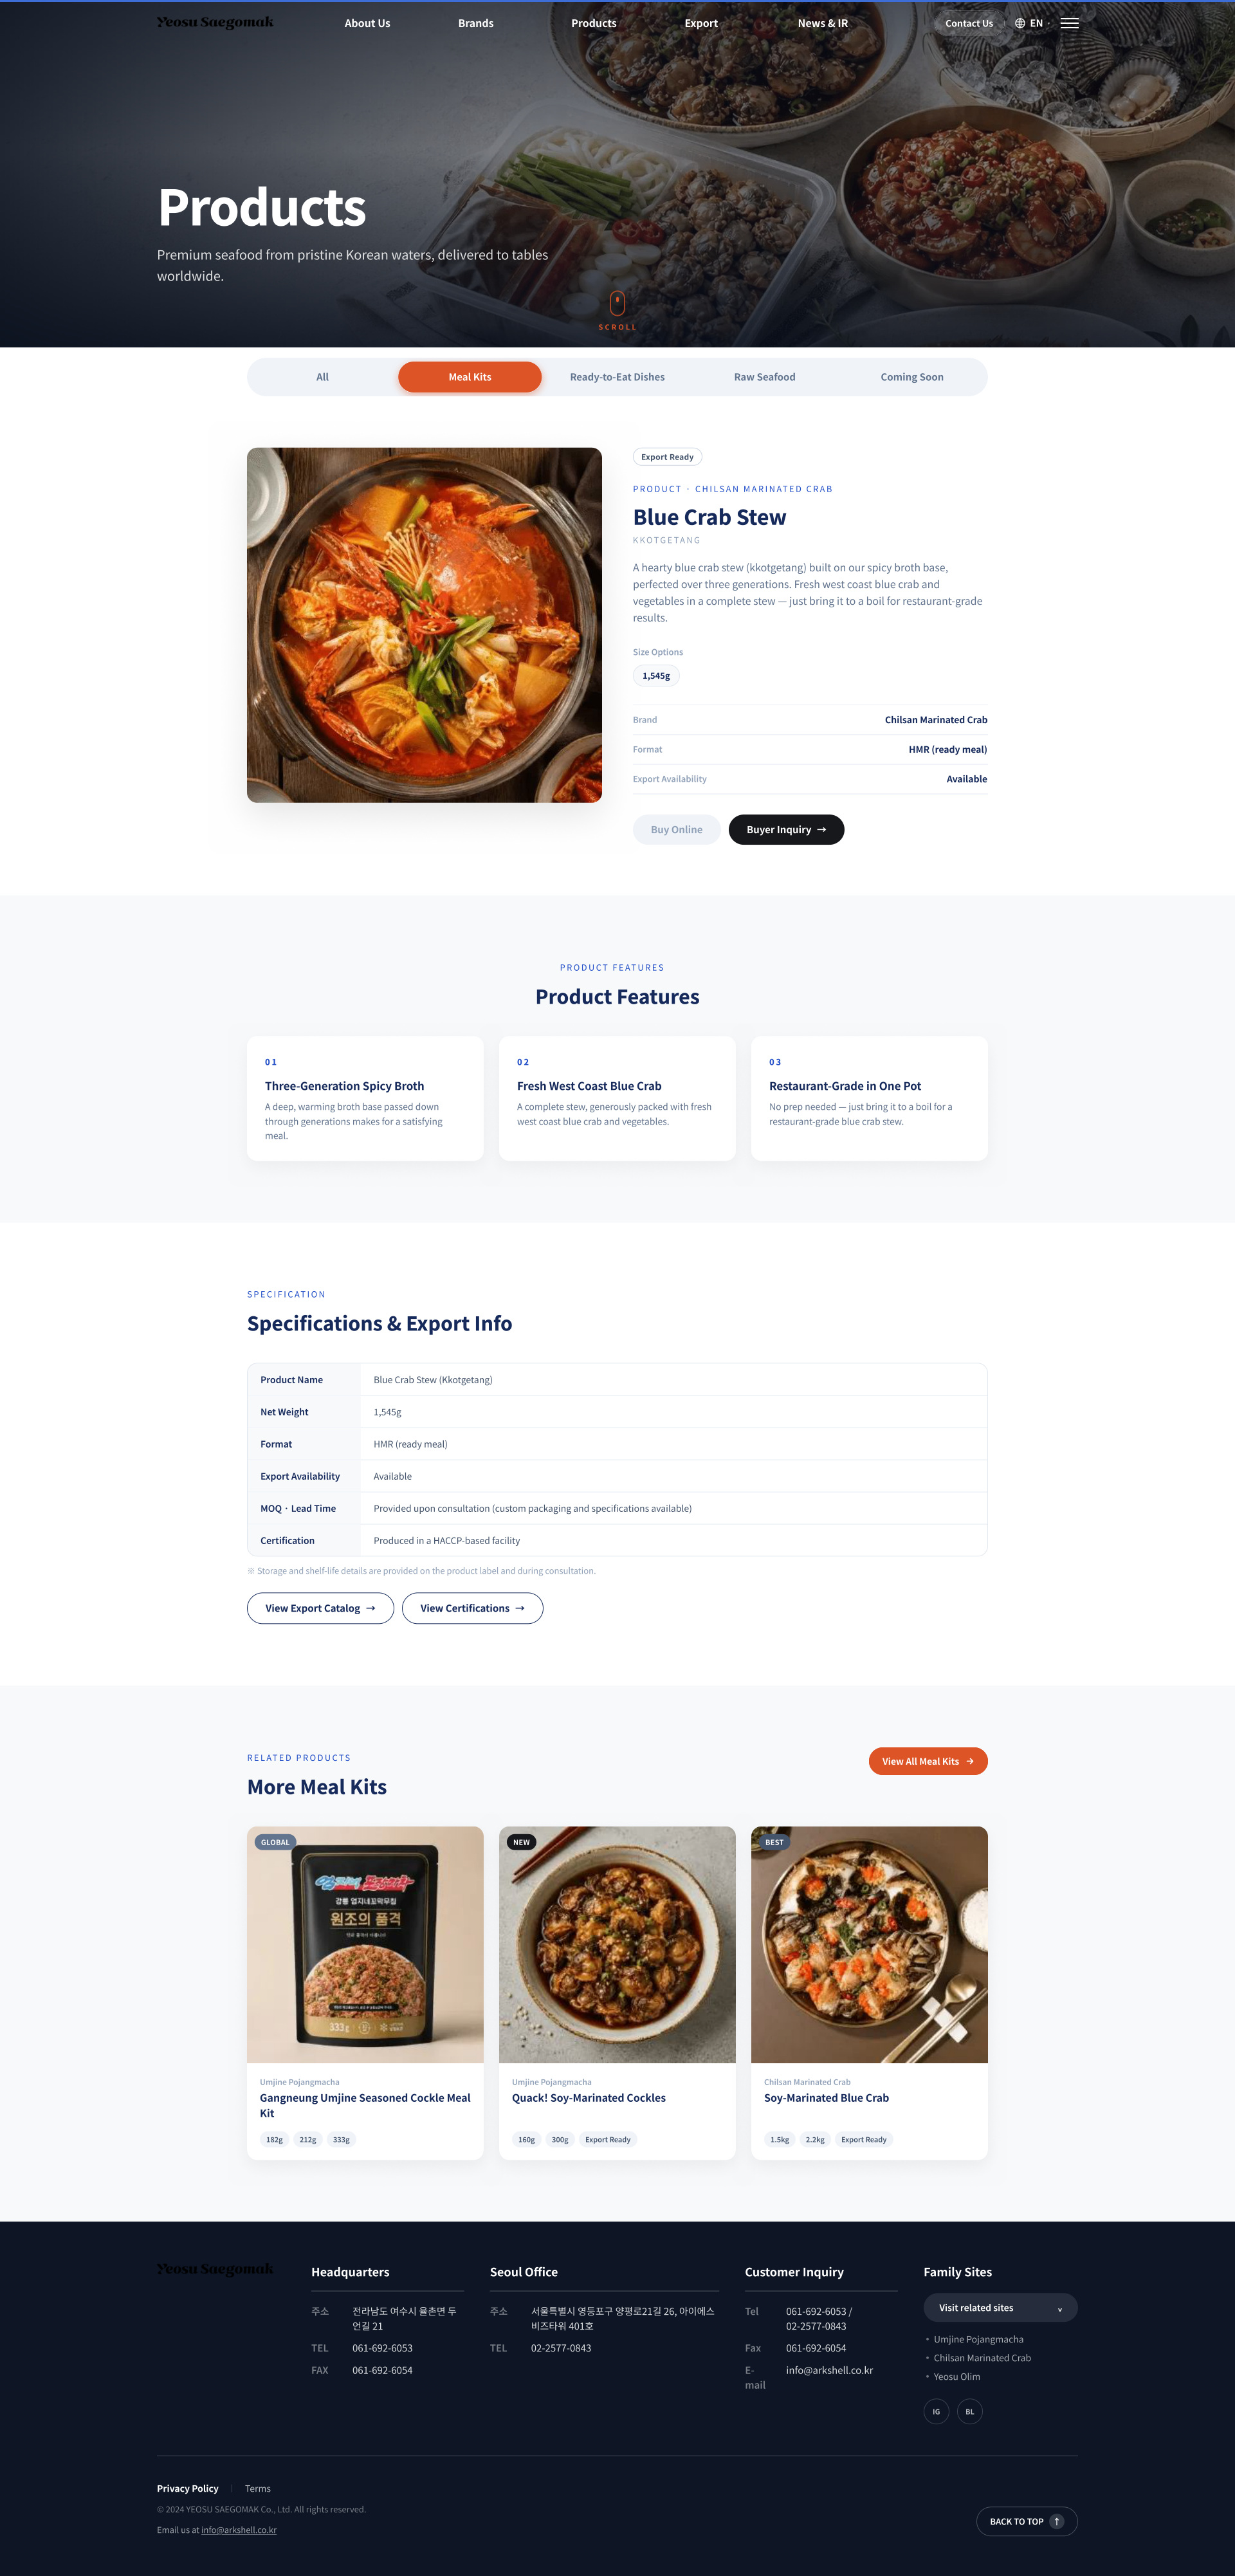 Yeosu Saegomak
About Us
Brands
Products
Export
News & IR
Contact Us
EN
Products
Premium seafood from pristine Korean waters, delivered to tables
worldwide.
SCROLL
All
Meal Kits
Ready-to-Eat Dishes
Raw Seafood
Coming Soon
Export Ready
PRODUCT · CHILSAN MARINATED CRAB
Blue Crab Stew
KKOTGETANG
A hearty blue crab stew (kkotgetang) built on our spicy broth base,
perfected over three generations. Fresh west coast blue crab and
vegetables in a complete stew — just bring it to a boil for restaurant-grade
results.
Size Options
1,545g
Brand Chilsan Marinated Crab
Format HMR (ready meal)
Export Availability Available
Buy Online
Buyer Inquiry →
PRODUCT FEATURES
Product Features
01
Three-Generation Spicy Broth
A deep, warming broth base passed down
through generations makes for a satisfying
meal.
02
Fresh West Coast Blue Crab
A complete stew, generously packed with fresh
west coast blue crab and vegetables.
03
Restaurant-Grade in One Pot
No prep needed — just bring it to a boil for a
restaurant-grade blue crab stew.
SPECIFICATION
Specifications & Export Info
Product Name Blue Crab Stew (Kkotgetang)
Net Weight 1,545g
Format HMR (ready meal)
Export Availability Available
MOQ · Lead Time Provided upon consultation (custom packaging and specifications available)
Certification Produced in a HACCP-based facility
※ Storage and shelf-life details are provided on the product label and during consultation.
View Export Catalog →
View Certifications →
RELATED PRODUCTS
More Meal Kits
View All Meal Kits →
GLOBAL
엄지네 포장마차
강릉 엄지네꼬막무침
원조의 품격
333g
Umjine Pojangmacha
Gangneung Umjine Seasoned Cockle Meal
Kit
182g 212g 333g
NEW
Umjine Pojangmacha
Quack! Soy-Marinated Cockles
160g 300g Export Ready
BEST
Chilsan Marinated Crab
Soy-Marinated Blue Crab
1.5kg 2.2kg Export Ready
Yeosu Saegomak
Headquarters
주소 전라남도 여수시 율촌면 두
언길 21
TEL 061-692-6053
FAX 061-692-6054
Seoul Office
주소 서울특별시 영등포구 양평로21길 26, 아이에스
비즈타워 401호
TEL 02-2577-0843
Customer Inquiry
Tel 061-692-6053 /
02-2577-0843
Fax 061-692-6054
E-
mail info@arkshell.co.kr
Family Sites
Visit related sites
Umjine Pojangmacha
Chilsan Marinated Crab
Yeosu Olim
IG
BL
Privacy Policy
Terms
© 2024 YEOSU SAEGOMAK Co., Ltd. All rights reserved.
Email us at info@arkshell.co.kr
BACK TO TOP ↑